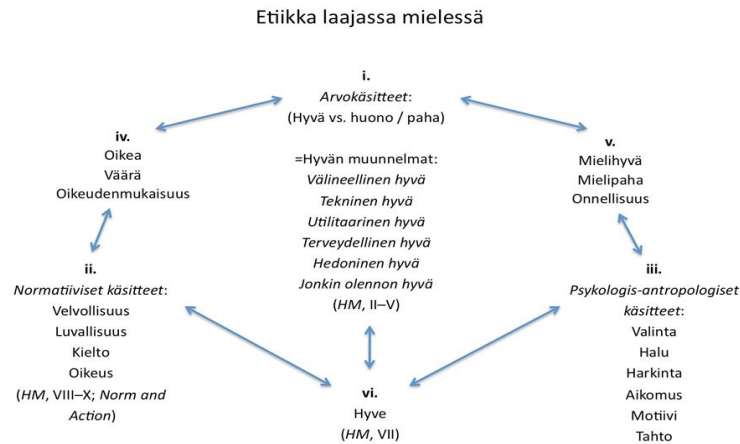 Etiikka laajassa mielessä
i.
Arvokäsitteet:
(Hyvä vs. huono / paha)
=Hyvän muunnelmat:
Välineellinen hyvä
Tekninen hyvä
Utilitaarinen hyvä
Terveydellinen hyvä
Hedoninen hyvä
Jonkin olennon hyvä
(HM, II–V)
iv.
Oikea
Väärä
Oikeudenmukaisuus
v.
Mielihyvä
Mielipaha
Onnellisuus
ii.
Normatiiviset käsitteet:
Velvollisuus
Luvallisuus
Kielto
Oikeus
(HM, VIII–X; Norm and
Action)
iii.
Psykologis-antropologiset
käsitteet:
Valinta
Halu
Harkinta
Aikomus
Motiivi
Tahto
vi.
Hyve
(HM, VII)